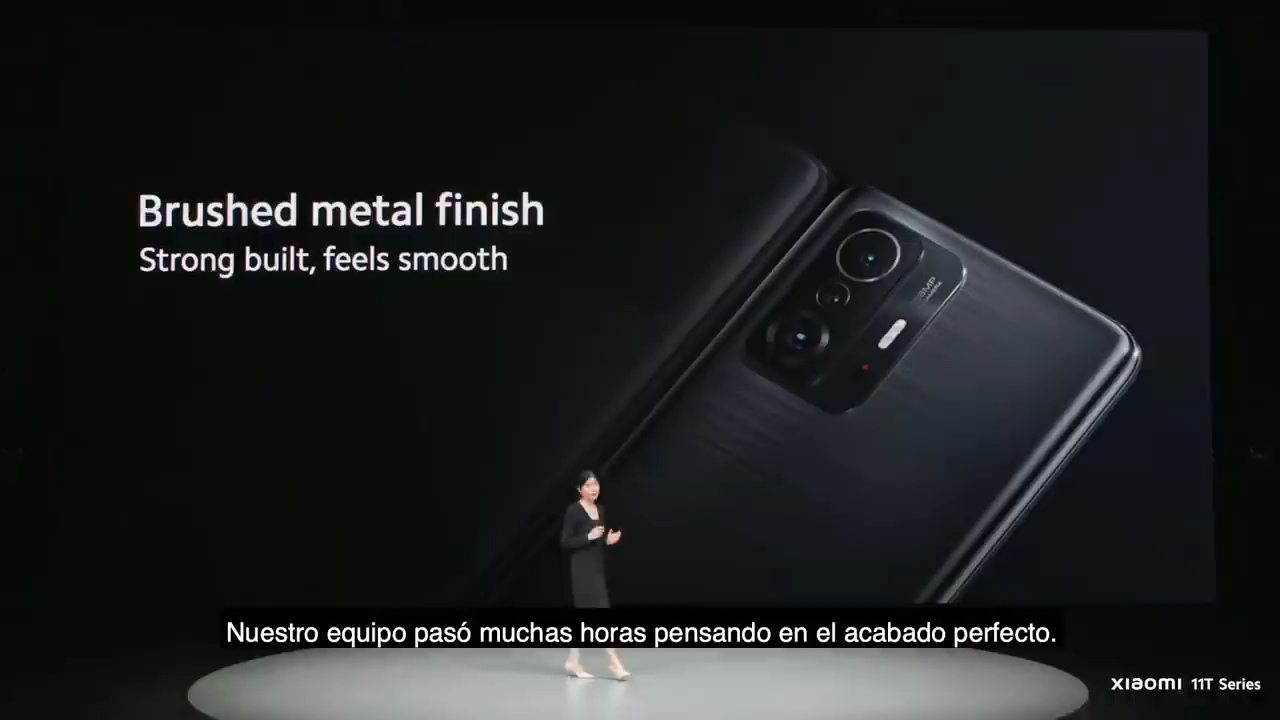 Brushed metal finish
Strong built, feels smooth
Nuestro equipo pasó muchas horas pensando en el acabado perfecto.
xiaomi 11T Series